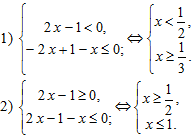 1) { 2x−1<0, −2x+1−x≤0; ⇔ { x<1/2, x≥1/3.
2) { 2x−1≥0, 2x−1−x≤0; ⇔ { x≥1/2, x≤1.